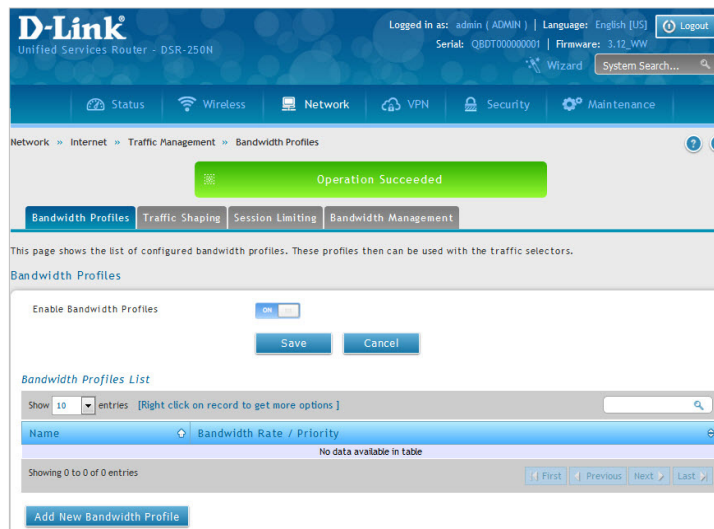 D-Link®
Unified Services Router - DSR-250N
Logged in as: admin ( ADMIN ) | Language: English [US]
Logout
Serial: QBDT000000001 | Firmware: 3.12_WW
Wizard
System Search...
Status
Wireless
Network
VPN
Security
Maintenance
Network » Internet » Traffic Management » Bandwidth Profiles
?
Operation Succeeded
Bandwidth Profiles
Traffic Shaping
Session Limiting
Bandwidth Management
This page shows the list of configured bandwidth profiles. These profiles then can be used with the traffic selectors.
Bandwidth Profiles
Enable Bandwidth Profiles
ON
Save
Cancel
Bandwidth Profiles List
Show 10 entries [Right click on record to get more options ]
Name
Bandwidth Rate / Priority
No data available in table
Showing 0 to 0 of 0 entries
First
Previous
Next
Last
Add New Bandwidth Profile